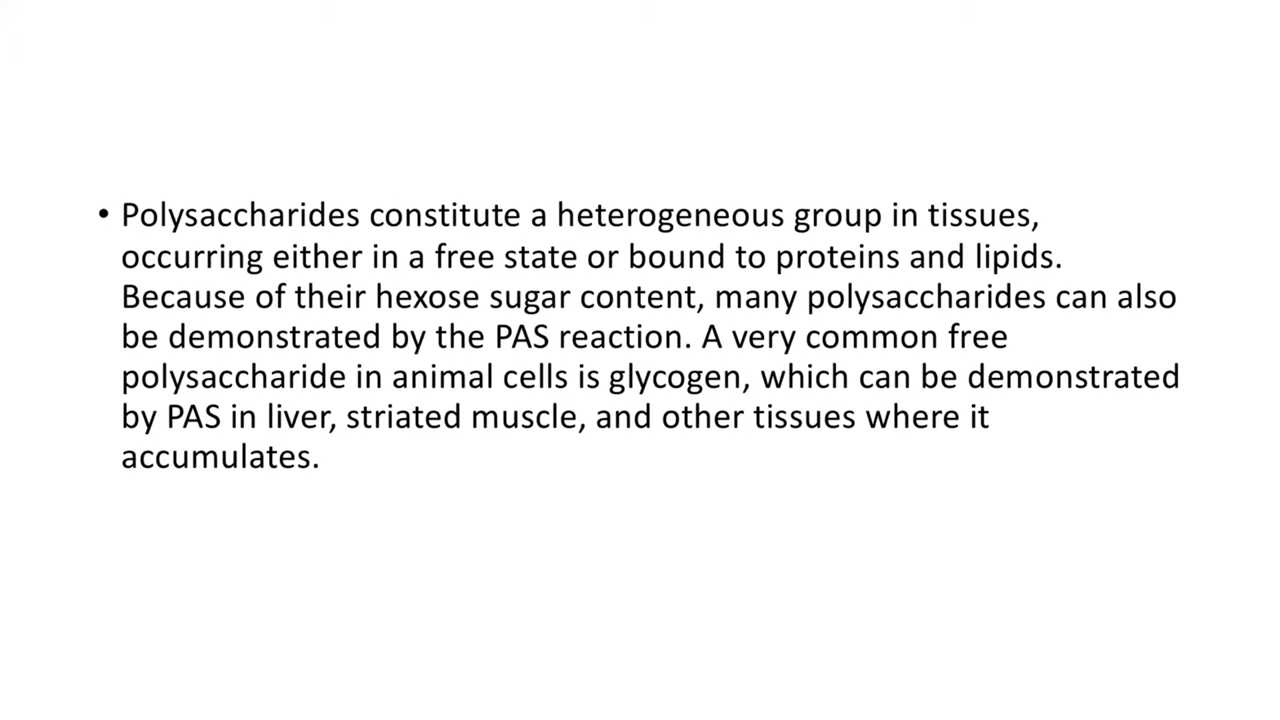 • Polysaccharides constitute a heterogeneous group in tissues,
occurring either in a free state or bound to proteins and lipids.
Because of their hexose sugar content, many polysaccharides can also
be demonstrated by the PAS reaction. A very common free
polysaccharide in animal cells is glycogen, which can be demonstrated
by PAS in liver, striated muscle, and other tissues where it
accumulates.